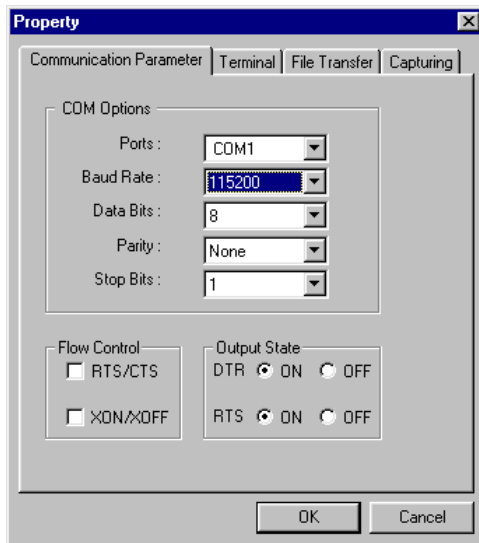 Property
Communication Parameter Terminal File Transfer Capturing
COM Options
Ports : COM1
Baud Rate : 115200
Data Bits : 8
Parity : None
Stop Bits : 1
Flow Control
RTS/CTS
XON/XOFF
Output State
DTR ON OFF
RTS ON OFF
OK Cancel